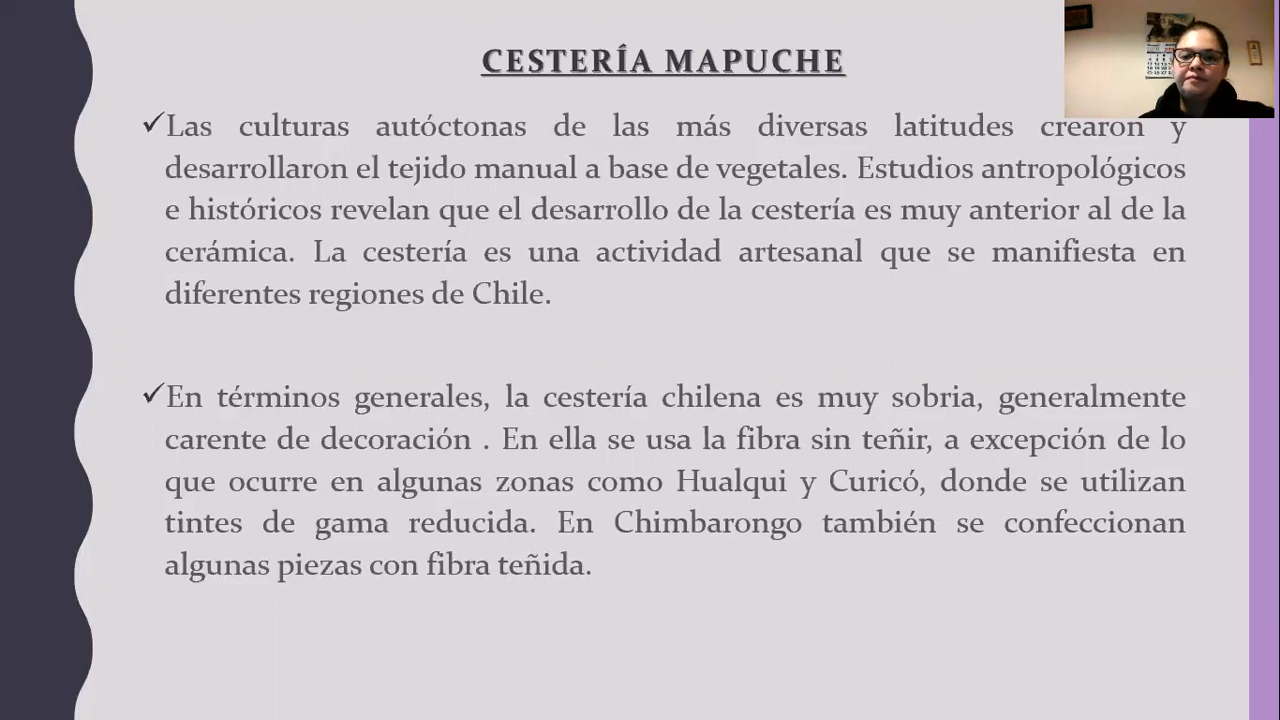 CESTERÍA MAPUCHE
✓Las culturas autóctonas de las más diversas latitudes crearon y
desarrollaron el tejido manual a base de vegetales. Estudios antropológicos
e históricos revelan que el desarrollo de la cestería es muy anterior al de la
cerámica. La cestería es una actividad artesanal que se manifiesta en
diferentes regiones de Chile.
✓En términos generales, la cestería chilena es muy sobria, generalmente
carente de decoración . En ella se usa la fibra sin teñir, a excepción de lo
que ocurre en algunas zonas como Hualqui y Curicó, donde se utilizan
tintes de gama reducida. En Chimbarongo también se confeccionan
algunas piezas con fibra teñida.